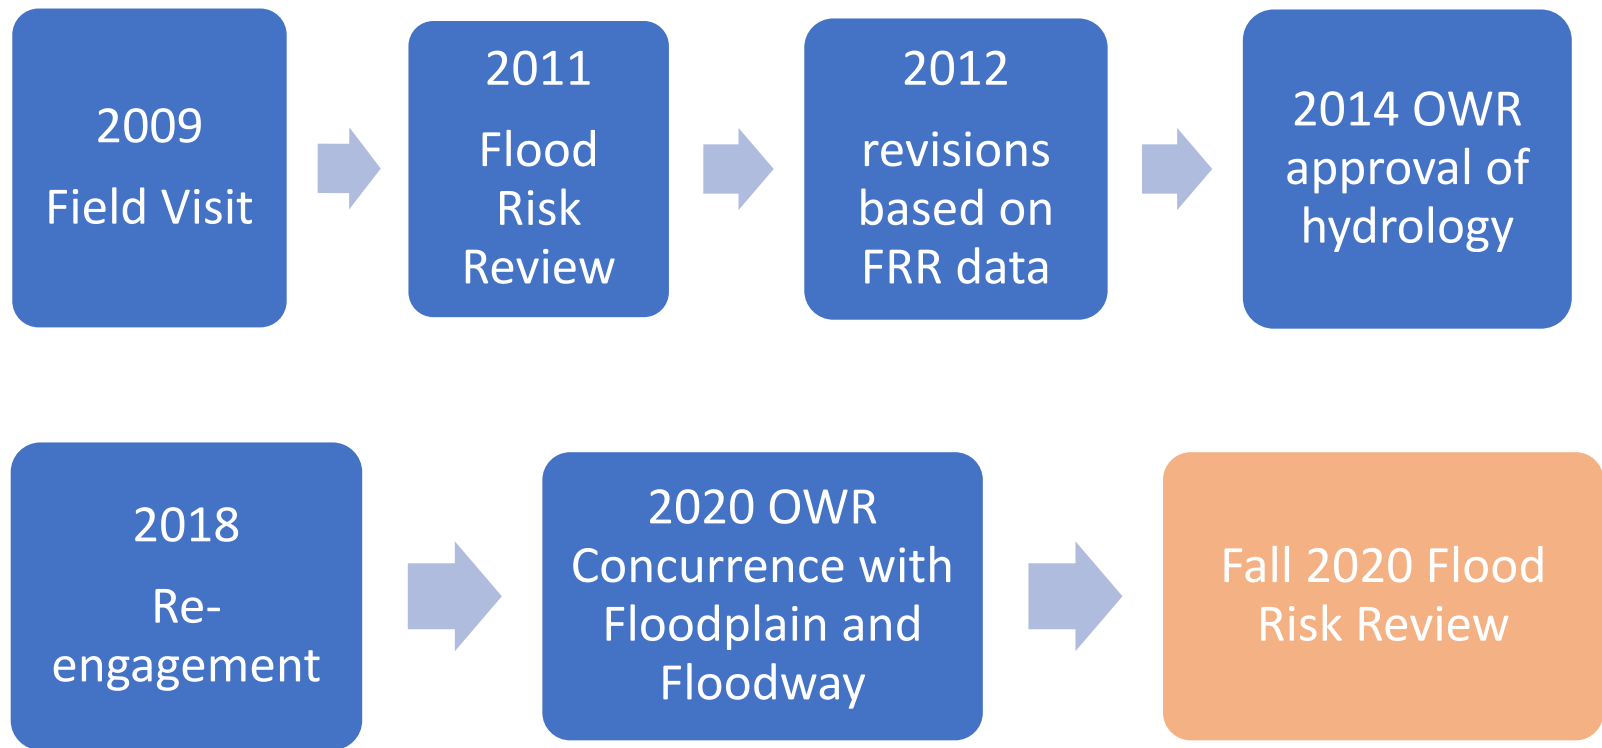 2009
Field Visit
2011
Flood
Risk
Review
2012
revisions
based on
FRR data
2014 OWR
approval of
hydrology
2018
Re-
engagement
2020 OWR
Concurrence with
Floodplain and
Floodway
Fall 2020 Flood
Risk Review